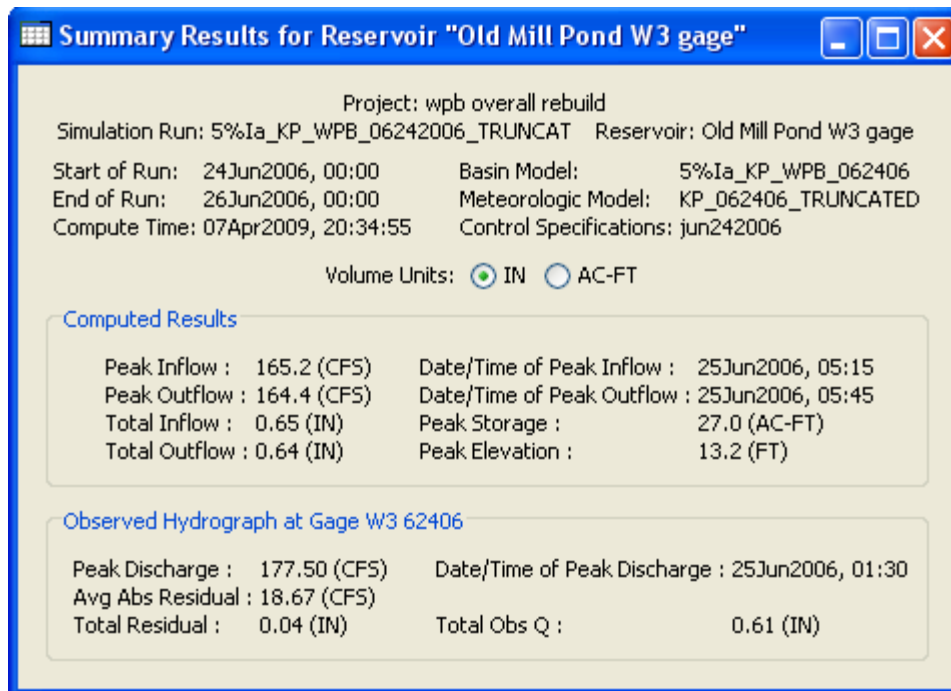 Summary Results for Reservoir "Old Mill Pond W3 gage"
Project: wpb overall rebuild
Simulation Run: 5%Ia_KP_WPB_06242006_TRUNCAT Reservoir: Old Mill Pond W3 gage
Start of Run: 24Jun2006, 00:00 Basin Model: 5%Ia_KP_WPB_062406
End of Run: 26Jun2006, 00:00 Meteorologic Model: KP_062406_TRUNCATED
Compute Time: 07Apr2009, 20:34:55 Control Specifications: jun242006
Volume Units: IN AC-FT
Computed Results
Peak Inflow : 165.2 (CFS) Date/Time of Peak Inflow : 25Jun2006, 05:15
Peak Outflow : 164.4 (CFS) Date/Time of Peak Outflow : 25Jun2006, 05:45
Total Inflow : 0.65 (IN) Peak Storage : 27.0 (AC-FT)
Total Outflow : 0.64 (IN) Peak Elevation : 13.2 (FT)
Observed Hydrograph at Gage W3 62406
Peak Discharge : 177.50 (CFS) Date/Time of Peak Discharge : 25Jun2006, 01:30
Avg Abs Residual : 18.67 (CFS)
Total Residual : 0.04 (IN) Total Obs Q : 0.61 (IN)